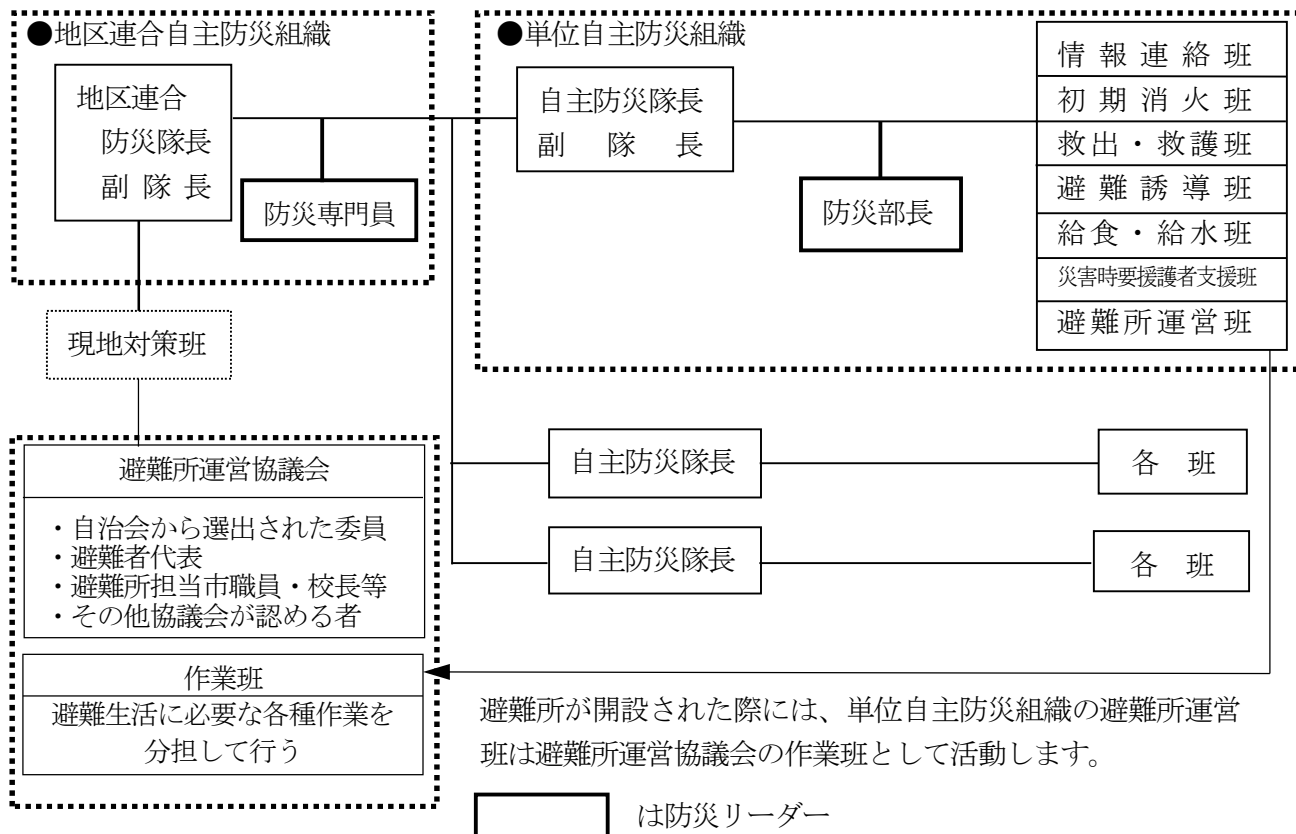 ●地区連合自主防災組織
地区連合
防災隊長
副隊長
防災専門員
現地対策班
●単位自主防災組織
自主防災隊長
副隊長
防災部長
情報連絡班
初期消火班
救出・救護班
避難誘導班
給食・給水班
災害時要援護者支援班
避難所運営班
自主防災隊長
各班
自主防災隊長
各班
避難所運営協議会
・自治会から選出された委員
・避難者代表
・避難所担当市職員・校長等
・その他協議会が認める者
作業班
避難生活に必要な各種作業を
分担して行う
避難所が開設された際には、単位自主防災組織の避難所運営
班は避難所運営協議会の作業班として活動します。
は防災リーダー